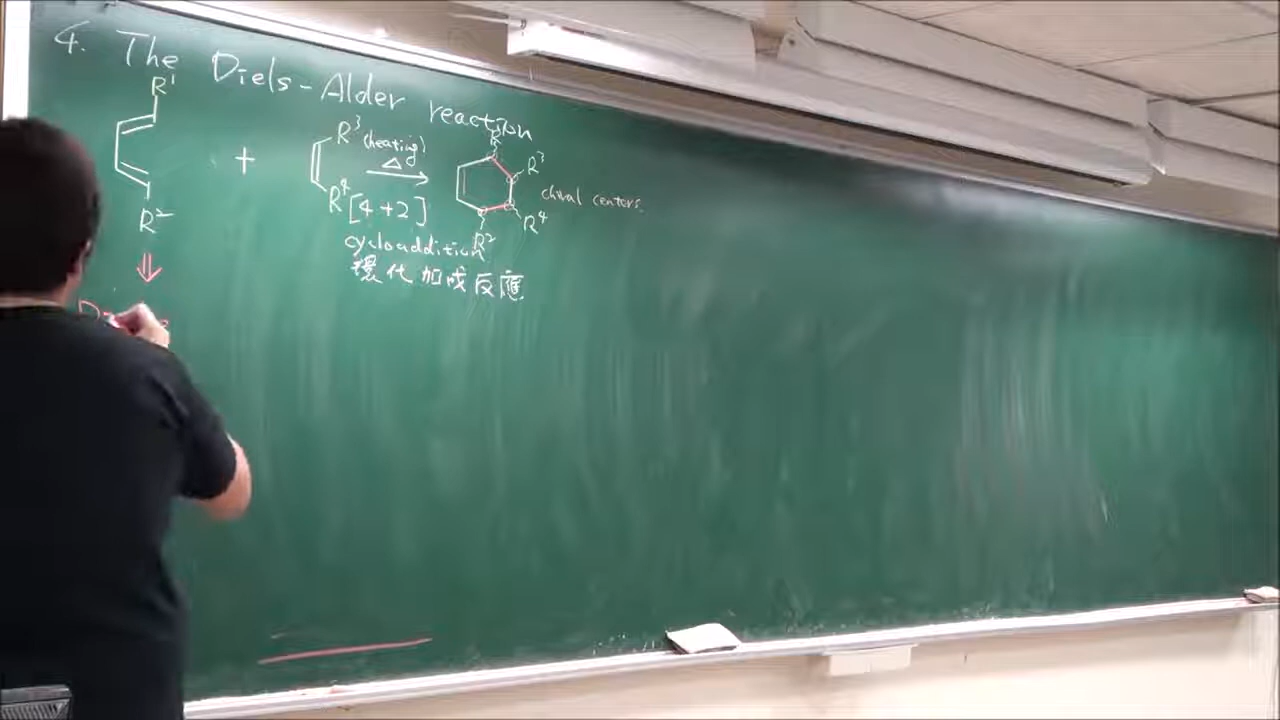 4. The Diels-Alder reaction
R¹
R²
+
R³
R⁴
(heating)
Δ
[4+2]
cycloaddition
環化加成反應
R³
R⁴
R²
chiral centers